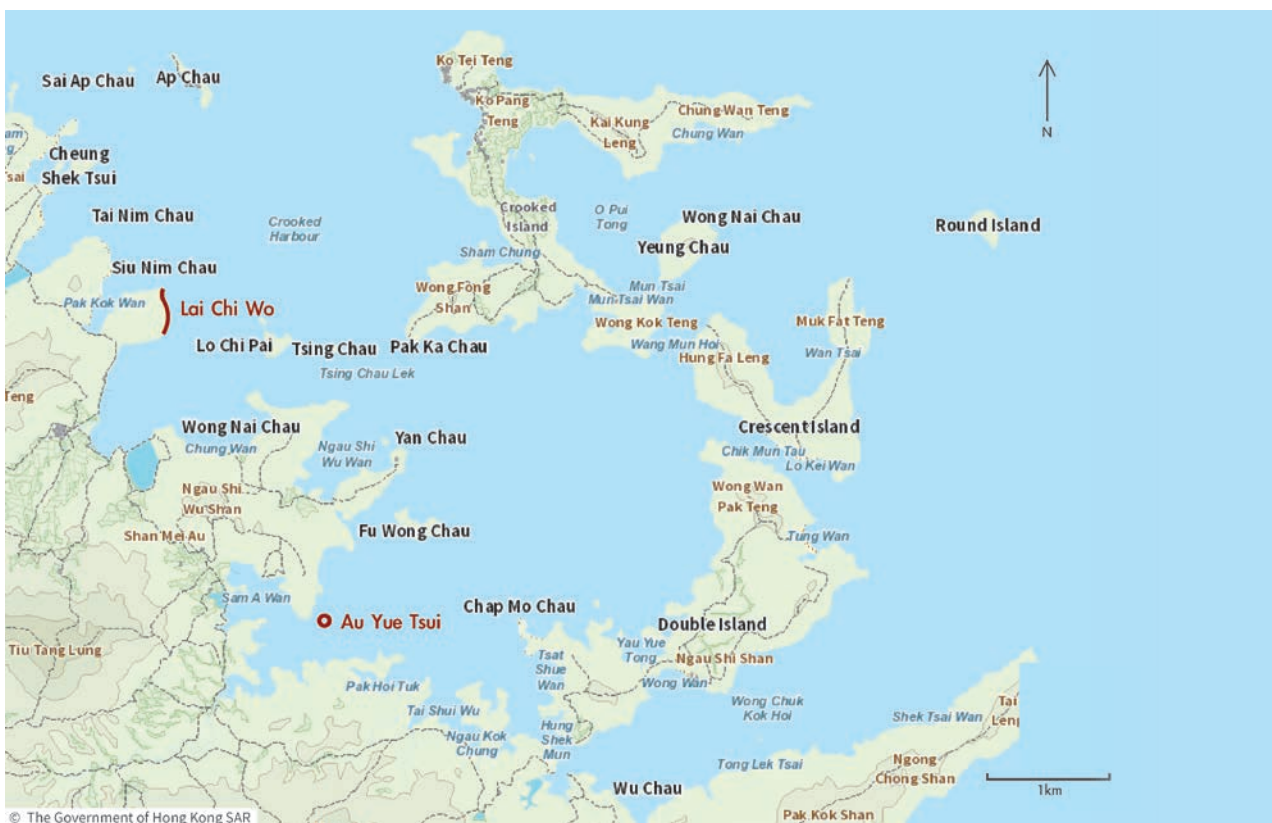 Ko Tei Teng
Sai Ap Chau
Ap Chau
Ko Pang
Teng
Chung Wan Teng
Kai Kung
Leng
Chung Wan
N
Cheung
Shek Tsui
Tsai
Tai Nim Chau
Crooked
Harbour
Crooked
Island
O Pui
Tong
Wong Nai Chau
Round Island
Yeung Chau
Sham Chung
Siu Nim Chau
Pak Kok Wan
Lai Chi Wo
Wong Fong
Shan
Mun Tsai
Mun Tsai Wan
Wong Kok Teng
Muk Fat Teng
Lo Chi Pai
Tsing Chau
Pak Ka Chau
Wang Mun Hoi
Hung Fa Leng
Wan Tsai
Tsing Chau Lek
Teng
Wong Nai Chau
Chung Wan
Ngau Shi
Wu Wan
Yan Chau
Crescent Island
Chik Mun Tau
Lo Kei Wan
Ngau Shi
Wu Shan
Wong Wan
Pak Teng
Shan Mei Au
Fu Wong Chau
Tung Wan
Sam A Wan
Au Yue Tsui
Chap Mo Chau
Double Island
Tiu Tang Lung
Tsat
Shue
Wan
Yau Yue
Tong
Ngau Shi Shan
Pak Hoi Tuk
Wong Wan
Tai Shui Wu
Wong Chuk
Kok Hoi
Shek Tsai Wan
Tai
Leng
Ngau Kok
Chung
Hung
Shek
Mun
Tong Lek Tsai
Ngong
Chong Shan
Wu Chau
1km
Pak Kok Shan
© The Government of Hong Kong SAR